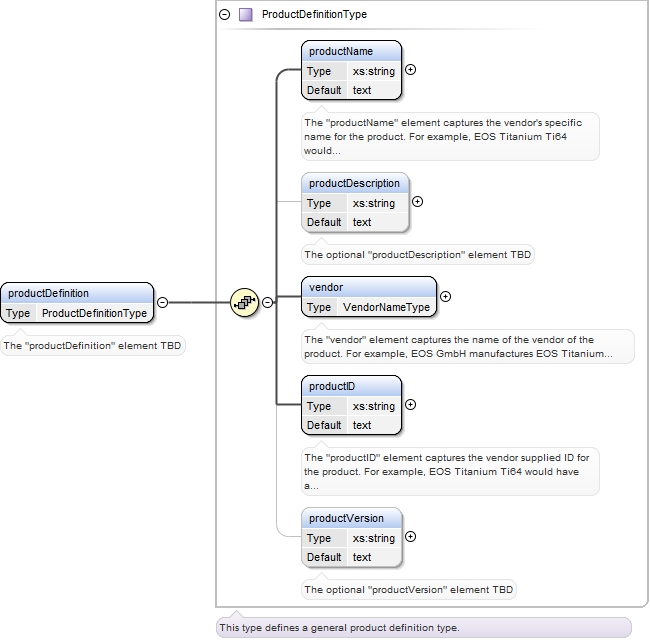 ProductDefinitionType
productName
Type xs:string
Default text
The "productName" element captures the vendor's specific
name for the product. For example, EOS Titanium Ti64
would...
productDescription
Type xs:string
Default text
The optional "productDescription" element TBD
productDefinition
Type ProductDefinitionType
The "productDefinition" element TBD
vendor
Type VendorNameType
The "vendor" element captures the name of the vendor of the
product. For example, EOS GmbH manufactures EOS Titanium...
productID
Type xs:string
Default text
The "productID" element captures the vendor supplied ID for
the product. For example, EOS Titanium Ti64 would have
a...
productVersion
Type xs:string
Default text
The optional "productVersion" element TBD
This type defines a general product definition type.